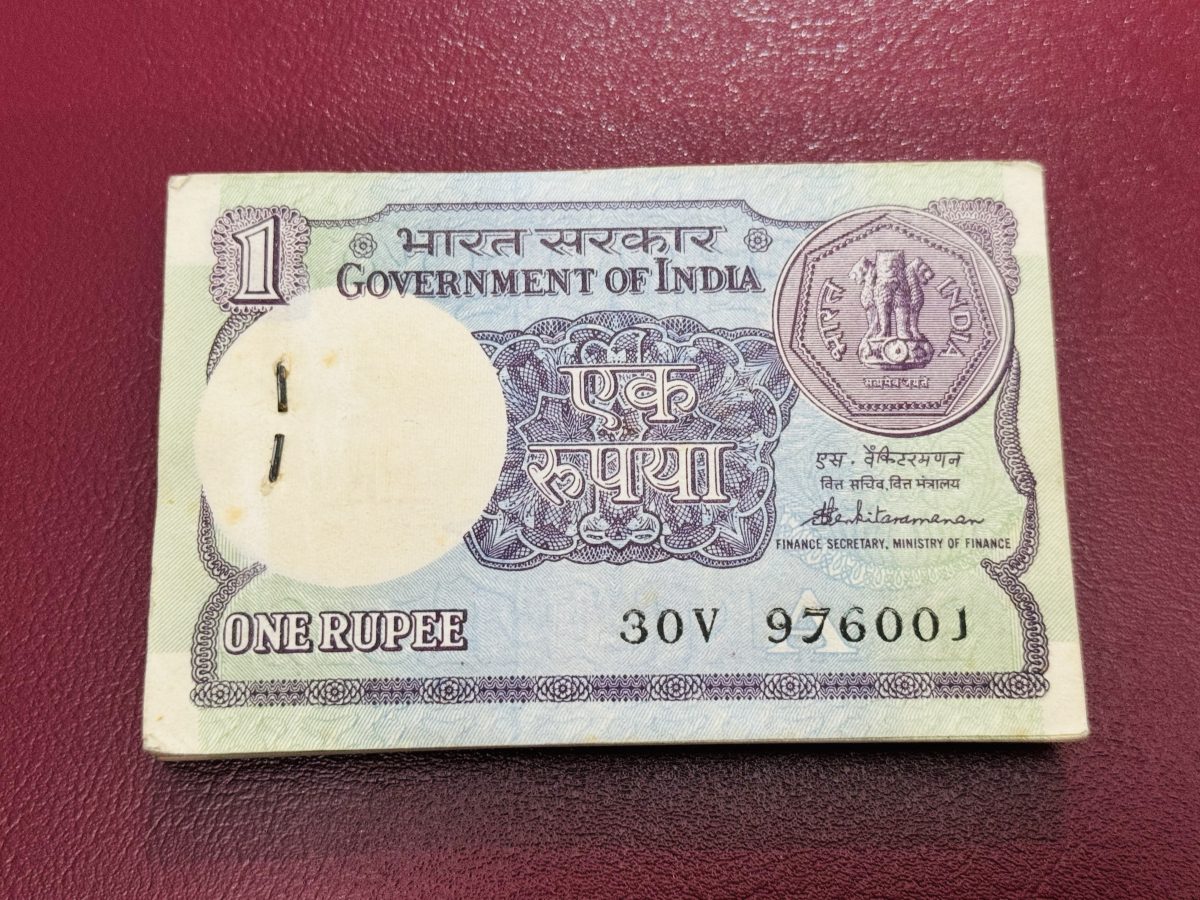 1
भारत सरकार
GOVERNMENT OF INDIA
भारत INDIA
सत्यमेव जयते
एक
रुपया
एस. वेंकिटरमणन
वित्त सचिव, वित्त मंत्रालय
S Venkitaramanan
FINANCE SECRETARY, MINISTRY OF FINANCE
ONE RUPEE
30V 976001
A